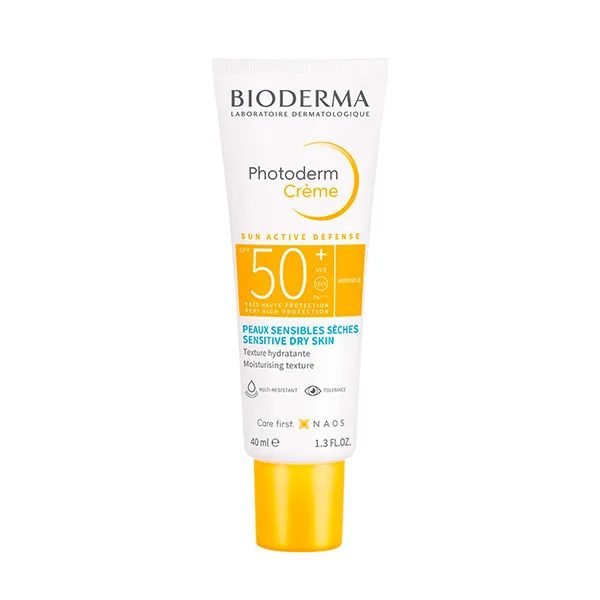 BIODERMA
LABORATOIRE DERMATOLOGIQUE
Photoderm
Crème
SUN ACTIVE DEFENSE
SPF 50+
UVB
UVA
PA++++
INVISIBLE
TRÈS HAUTE PROTECTION
VERY HIGH PROTECTION
PEAUX SENSIBLES SÈCHES
SENSITIVE DRY SKIN
Texture hydratante
Moisturising texture
MULTI-RESISTANT TOLERANCE
Care first. NAOS
40 ml e 1.3 FL.OZ.